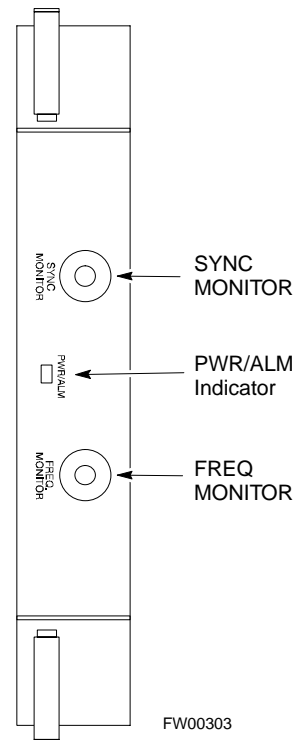 SYNC
MONITOR
SYNC
MONITOR
PWR/ALM
PWR/ALM
Indicator
FREQ.
MONITOR
FREQ
MONITOR
FW00303